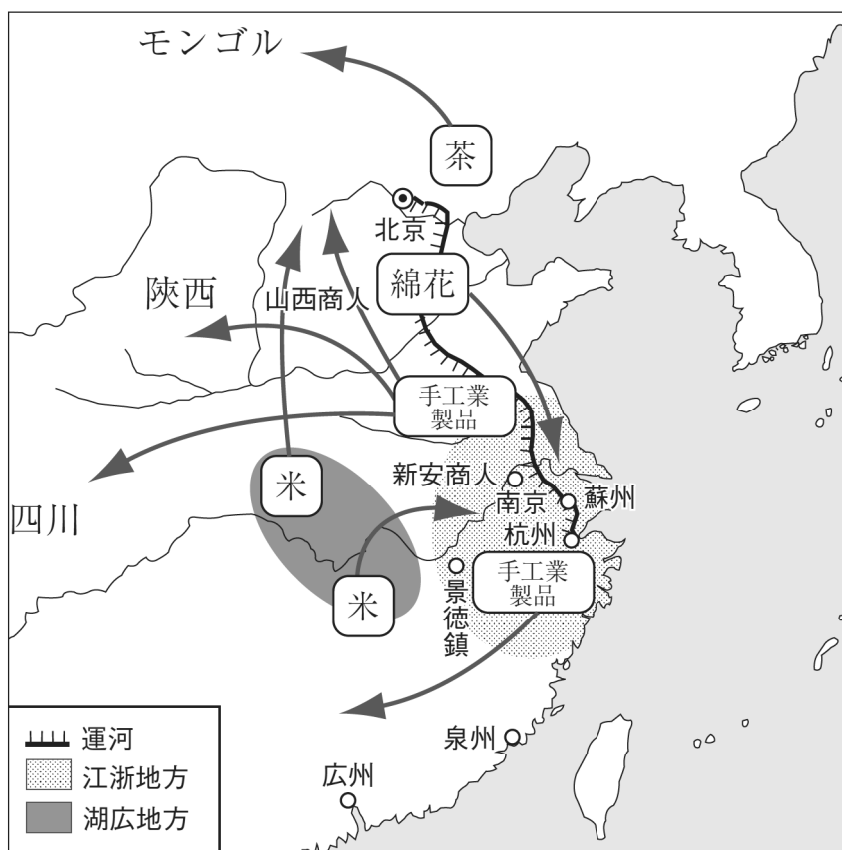 モンゴル
茶
北京
綿花
陝西
山西商人
手工業
製品
米
新安商人
南京
蘇州
四川
杭州
米
景徳鎮
手工業
製品
泉州
広州
運河
江浙地方
湖広地方